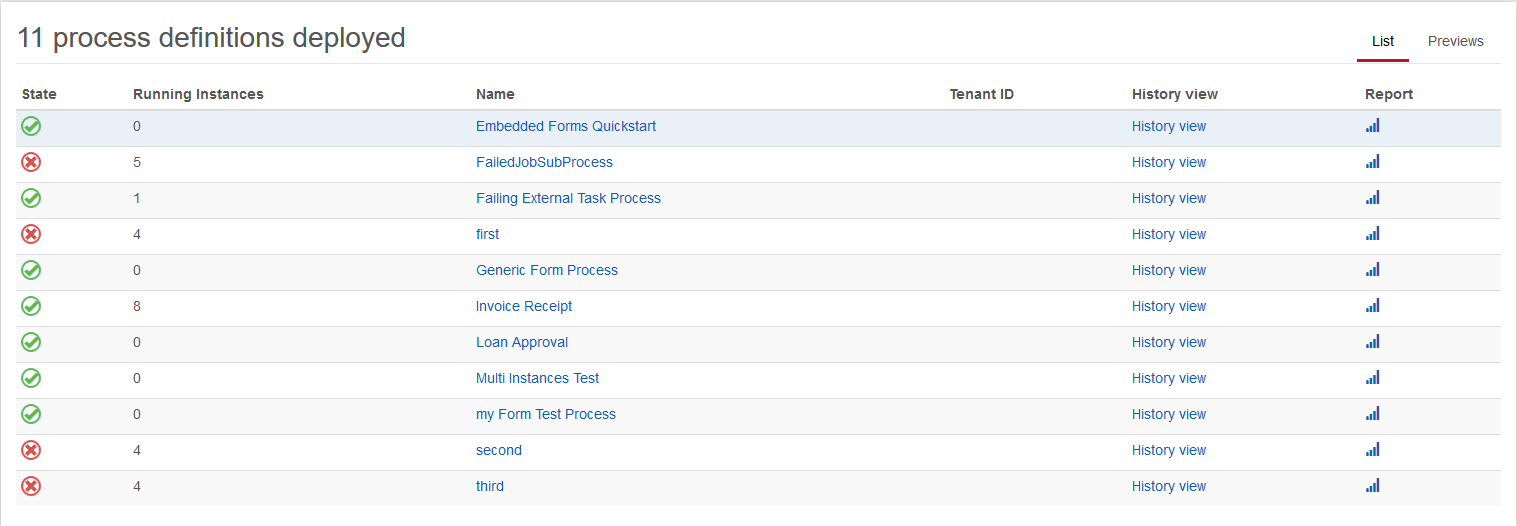 11 process definitions deployed
List Previews
State Running Instances Name Tenant ID History view Report
0 Embedded Forms Quickstart History view
5 FailedJobSubProcess History view
1 Failing External Task Process History view
4 first History view
0 Generic Form Process History view
8 Invoice Receipt History view
0 Loan Approval History view
0 Multi Instances Test History view
0 my Form Test Process History view
4 second History view
4 third History view